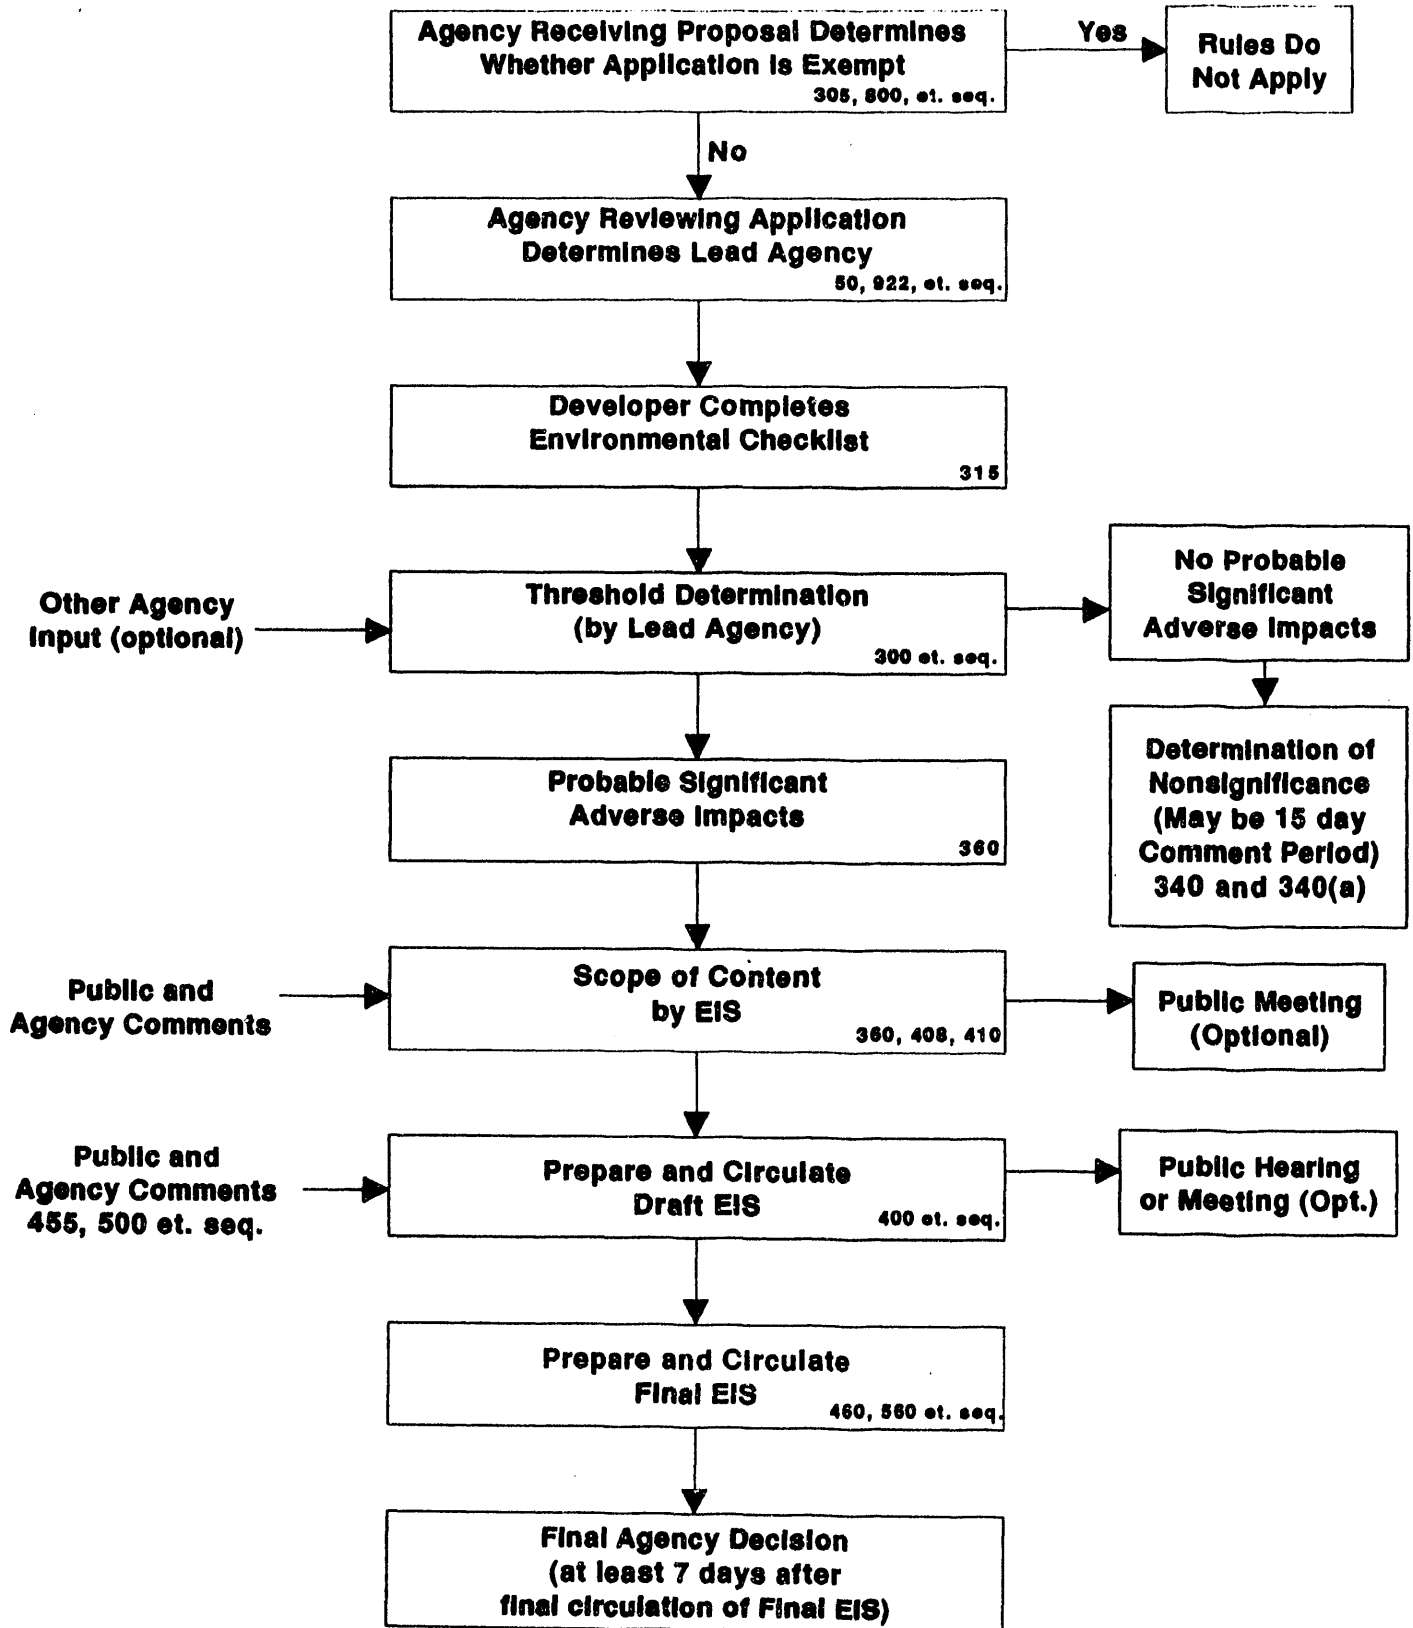 Agency Receiving Proposal Determines
Whether Application is Exempt
305, 800, et. seq.
Yes
Rules Do
Not Apply
No
Agency Reviewing Application
Determines Lead Agency
50, 922, et. seq.
Developer Completes
Environmental Checklist
315
Other Agency
Input (optional)
Threshold Determination
(by Lead Agency)
300 et. seq.
No Probable
Significant
Adverse Impacts
Probable Significant
Adverse Impacts
360
Determination of
Nonsignificance
(May be 15 day
Comment Period)
340 and 340(a)
Public and
Agency Comments
Scope of Content
by EIS
360, 408, 410
Public Meeting
(Optional)
Public and
Agency Comments
455, 500 et. seq.
Prepare and Circulate
Draft EIS
400 et. seq.
Public Hearing
or Meeting (Opt.)
Prepare and Circulate
Final EIS
460, 560 et. seq.
Final Agency Decision
(at least 7 days after
final circulation of Final EIS)